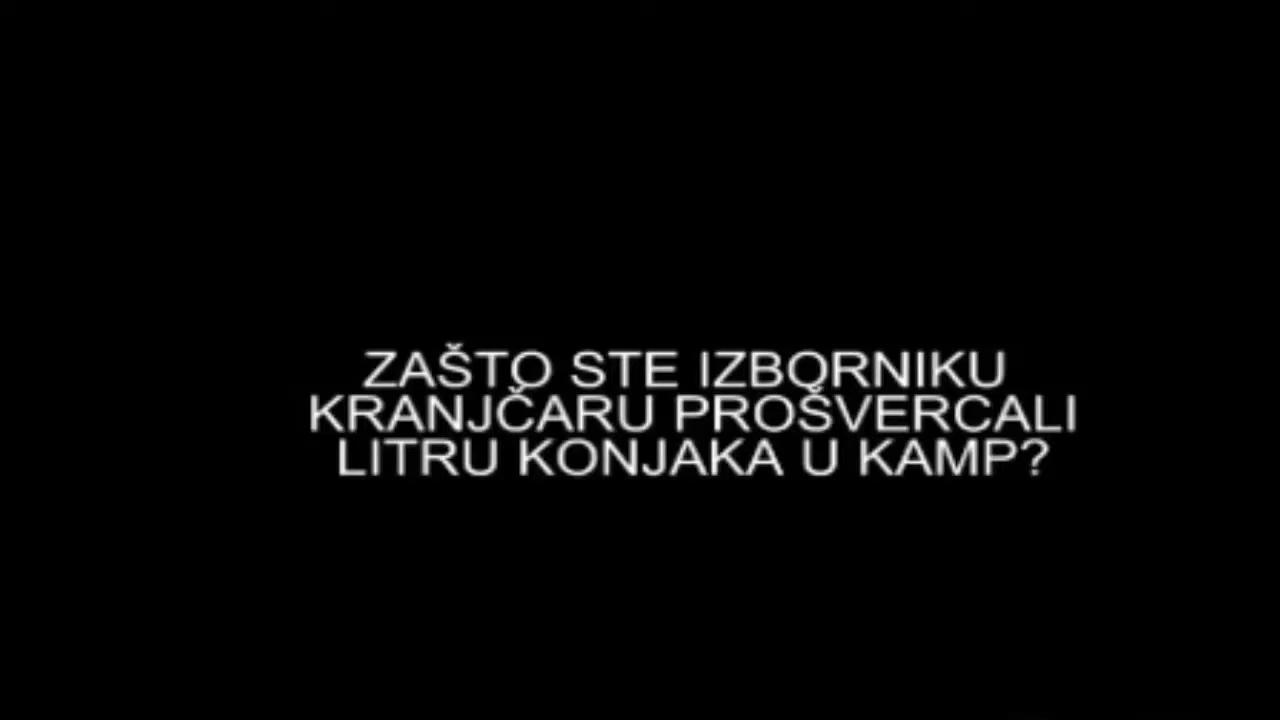 ZAŠTO STE IZBORNIKU
KRANJČARU PROŠVERCALI
LITRU KONJAKA U KAMP?